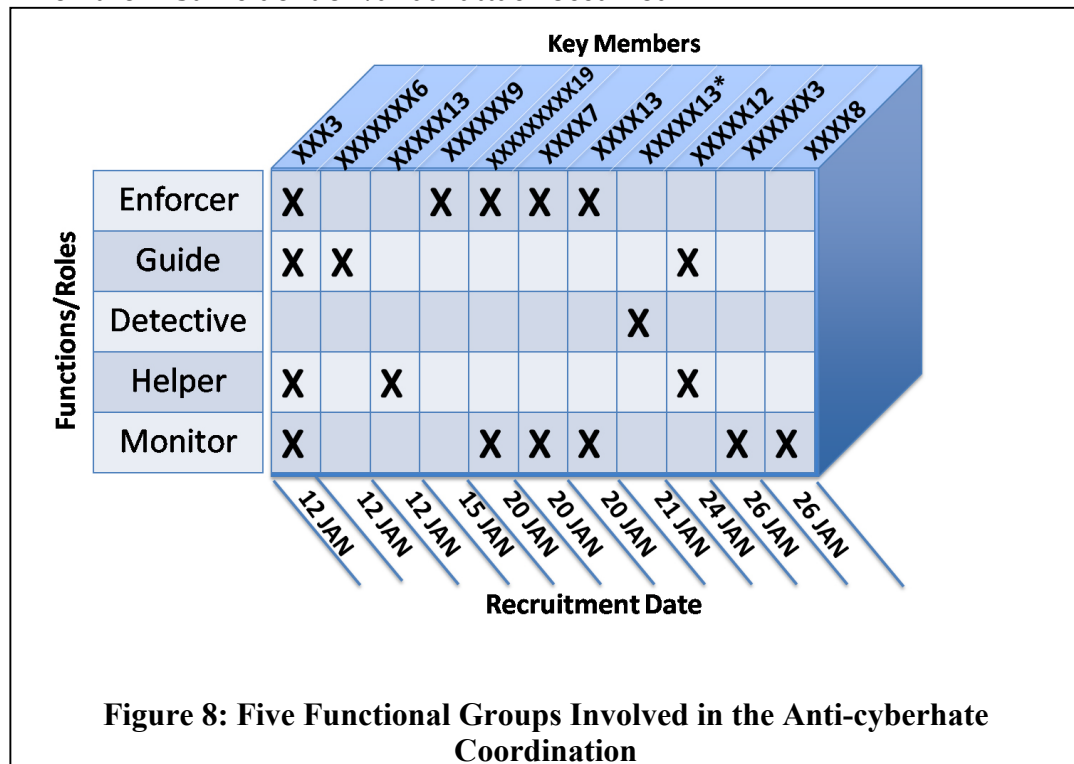 Key Members
XXX3
XXXXXXX6
XXXXX13
XXXXXX9
XXXXXXXXX19
XXXX7
XXXX13
XXXXX13*
XXXXX12
XXXXXX3
XXXX8
Functions/Roles
Enforcer X X X X X
Guide X X X
Detective X
Helper X X X
Monitor X X X X X X
12 JAN
12 JAN
12 JAN
15 JAN
20 JAN
20 JAN
20 JAN
21 JAN
24 JAN
26 JAN
26 JAN
Recruitment Date
Figure 8: Five Functional Groups Involved in the Anti-cyberhate
Coordination